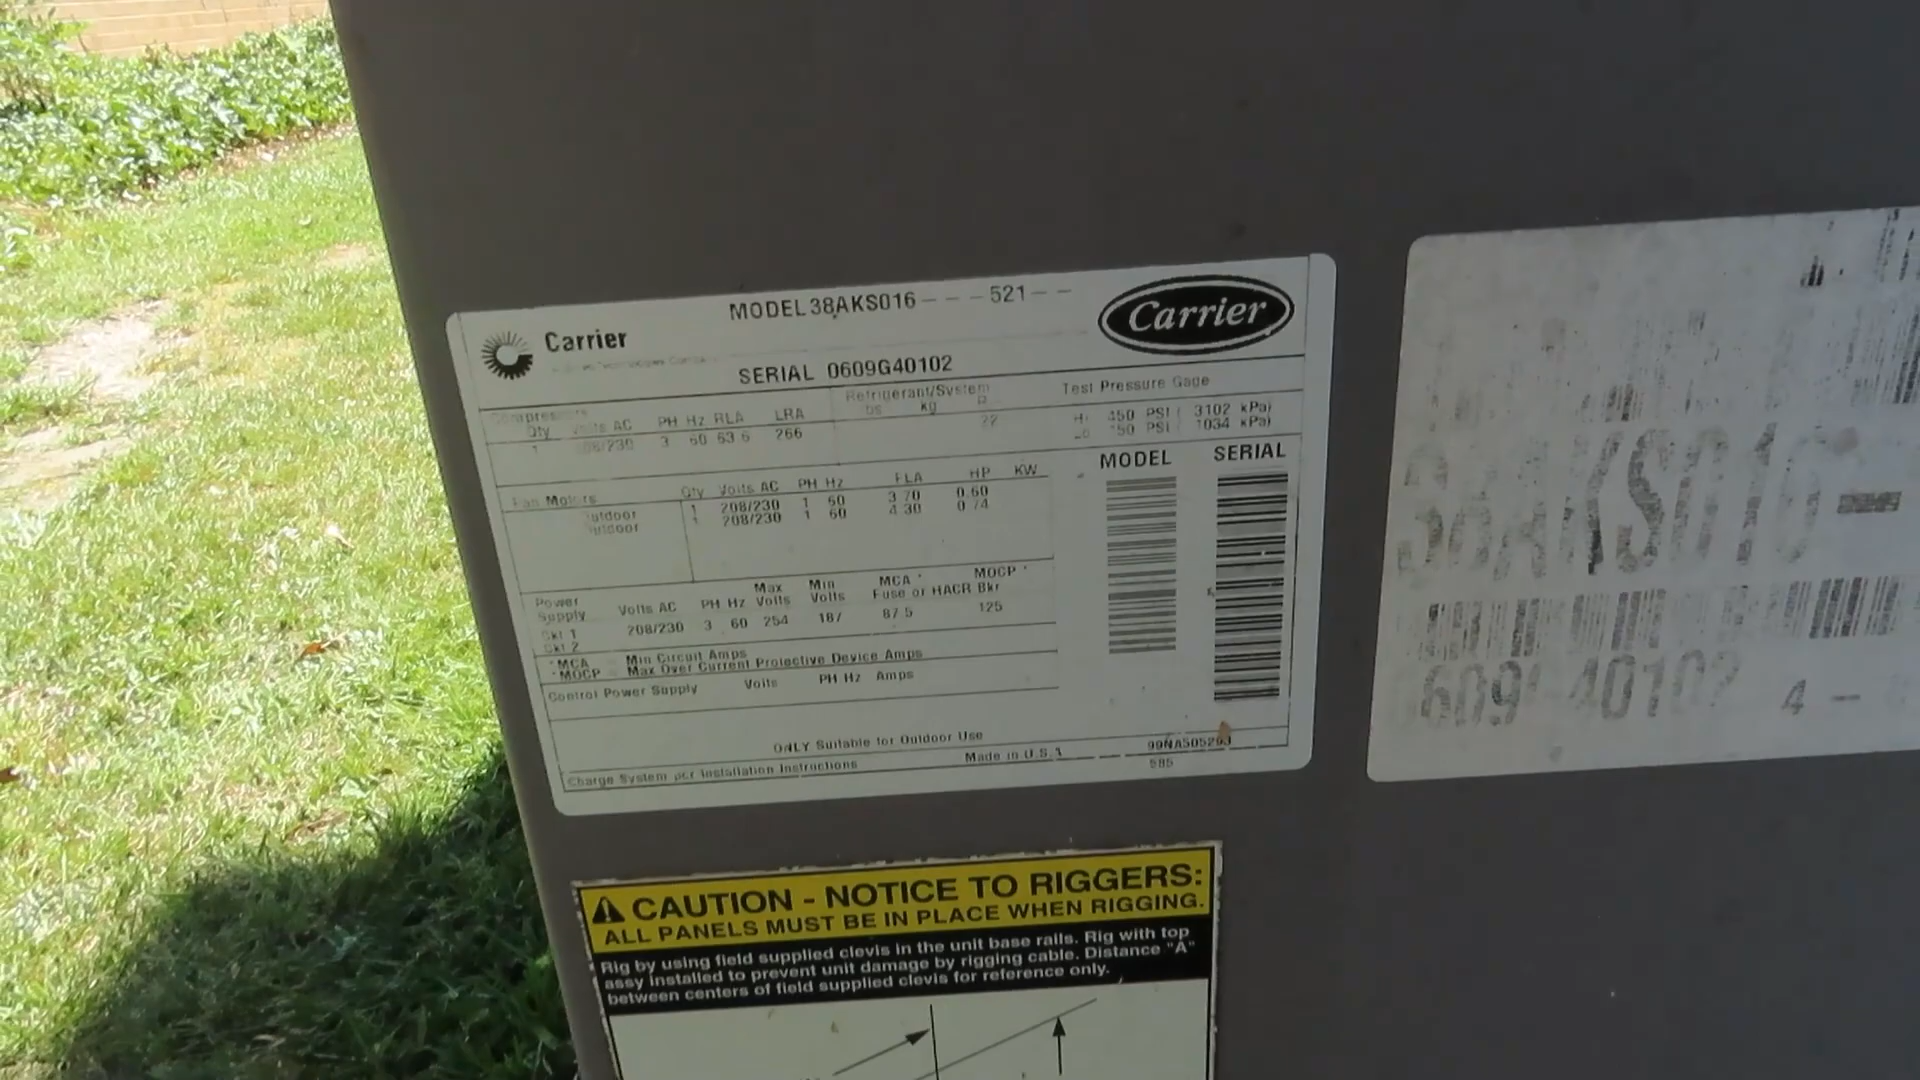 MODEL 38AKS016---521--
Carrier
Carrier
SERIAL 0609G40102
Refrigerant/System
Test Pressure Gage
Qty Volts AC PH Hz RLA LRA
kg R
1 208/230 3 60 63.6 266
22
450 PSI ( 3102 kPa)
150 PSI ( 1034 kPa)
MODEL SERIAL
Fan Motors Qty Volts AC PH Hz FLA HP KW
Outdoor 1 208/230 1 60 3.70 0.60
Outdoor 1 208/230 1 60 4.30 0.74
Power Supply Volts AC PH Hz Max Volts Min Volts MCA * MOCP *
Fuse or HACR Bkr
Ckt 1 208/230 3 60 254 187 87.5 125
Ckt 2
*MCA = Min Circuit Amps
*MOCP = Max Over Current Protective Device Amps
Control Power Supply Volts PH Hz Amps
ONLY Suitable for Outdoor Use
Charge System per Installation Instructions
Made in U.S.A.
99NA505293
585
38AKS016-
40102 4 -
CAUTION - NOTICE TO RIGGERS:
ALL PANELS MUST BE IN PLACE WHEN RIGGING.
Rig by using field supplied clevis in the unit base rails. Rig with top
assy installed to prevent unit damage by rigging cable. Distance "A"
between centers of field supplied clevis for reference only.